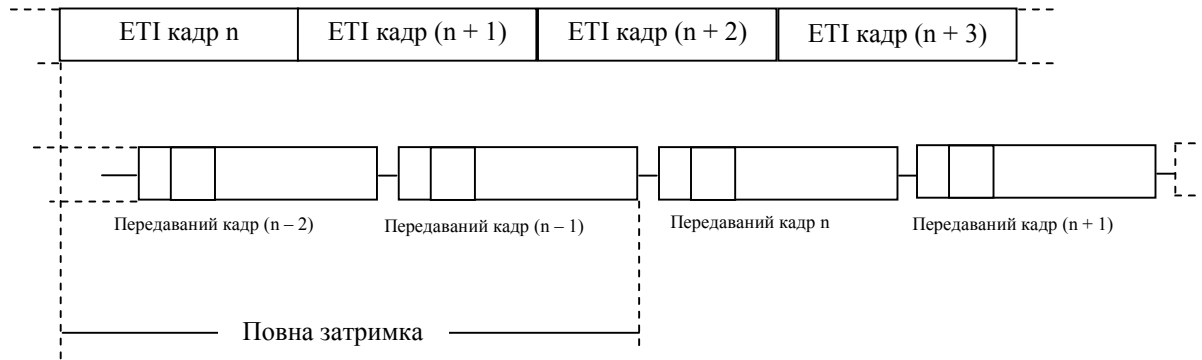 ETI кадр n ETI кадр (n + 1) ETI кадр (n + 2) ETI кадр (n + 3)
Передаваний кадр (n – 2) Передаваний кадр (n – 1) Передаваний кадр n Передаваний кадр (n + 1)
Повна затримка